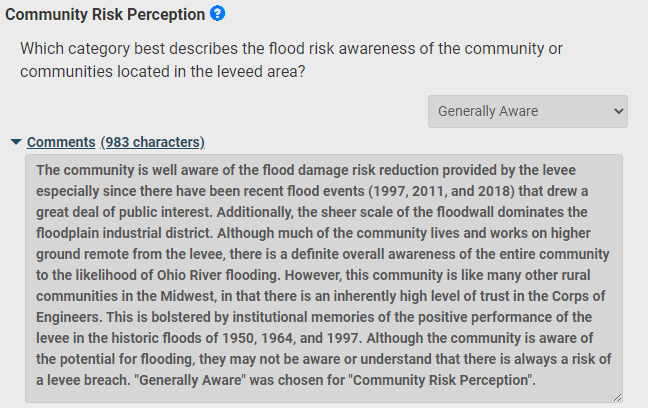 Community Risk Perception ?
Which category best describes the flood risk awareness of the community or
communities located in the leveed area?
Generally Aware
Comments (983 characters)
The community is well aware of the flood damage risk reduction provided by the levee
especially since there have been recent flood events (1997, 2011, and 2018) that drew a
great deal of public interest. Additionally, the sheer scale of the floodwall dominates the
floodplain industrial district. Although much of the community lives and works on higher
ground remote from the levee, there is a definite overall awareness of the entire community
to the likelihood of Ohio River flooding. However, this community is like many other rural
communities in the Midwest, in that there is an inherently high level of trust in the Corps of
Engineers. This is bolstered by institutional memories of the positive performance of the
levee in the historic floods of 1950, 1964, and 1997. Although the community is aware of
the potential for flooding, they may not be aware or understand that there is always a risk of
a levee breach. "Generally Aware" was chosen for "Community Risk Perception".